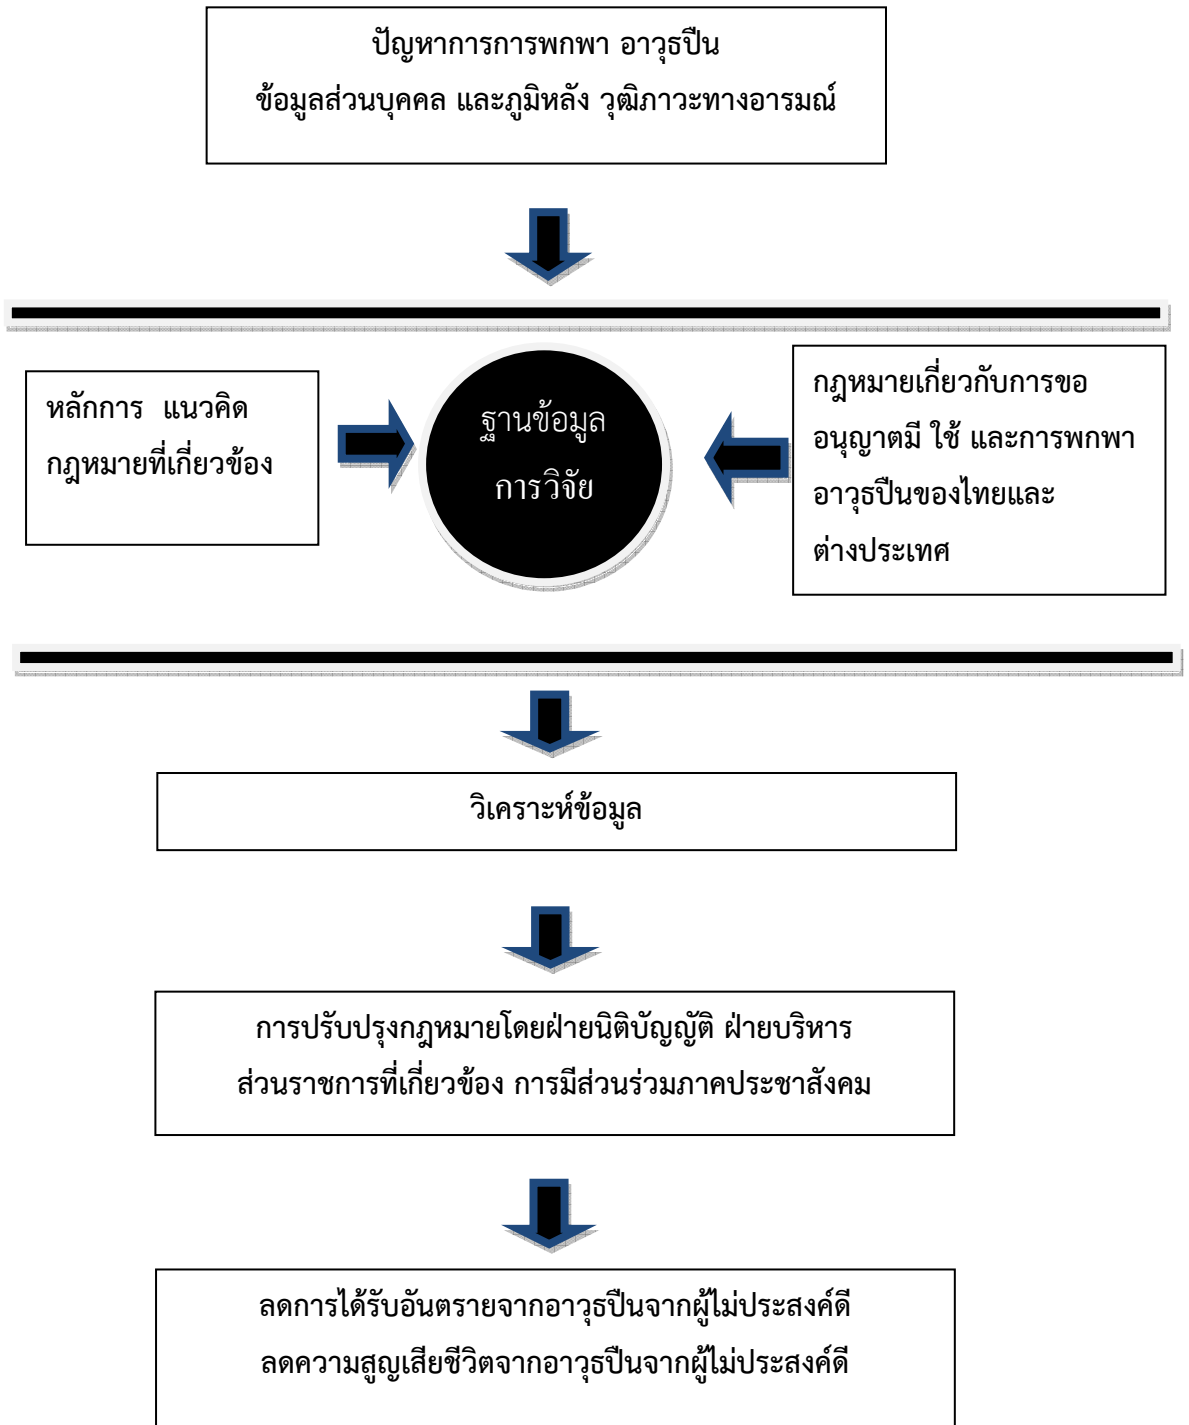 ปัญหาการการพกพา อาวุธปืน
ข้อมูลส่วนบุคคล และภูมิหลัง วุฒิภาวะทางอารมณ์
หลักการ แนวคิด
กฎหมายที่เกี่ยวข้อง
ฐานข้อมูล
การวิจัย
กฎหมายเกี่ยวกับการขอ
อนุญาตมี ใช้ และการพกพา
อาวุธปืนของไทยและ
ต่างประเทศ
วิเคราะห์ข้อมูล
การปรับปรุงกฎหมายโดยฝ่ายนิติบัญญัติ ฝ่ายบริหาร
ส่วนราชการที่เกี่ยวข้อง การมีส่วนร่วมภาคประชาสังคม
ลดการได้รับอันตรายจากอาวุธปืนจากผู้ไม่ประสงค์ดี
ลดความสูญเสียชีวิตจากอาวุธปืนจากผู้ไม่ประสงค์ดี